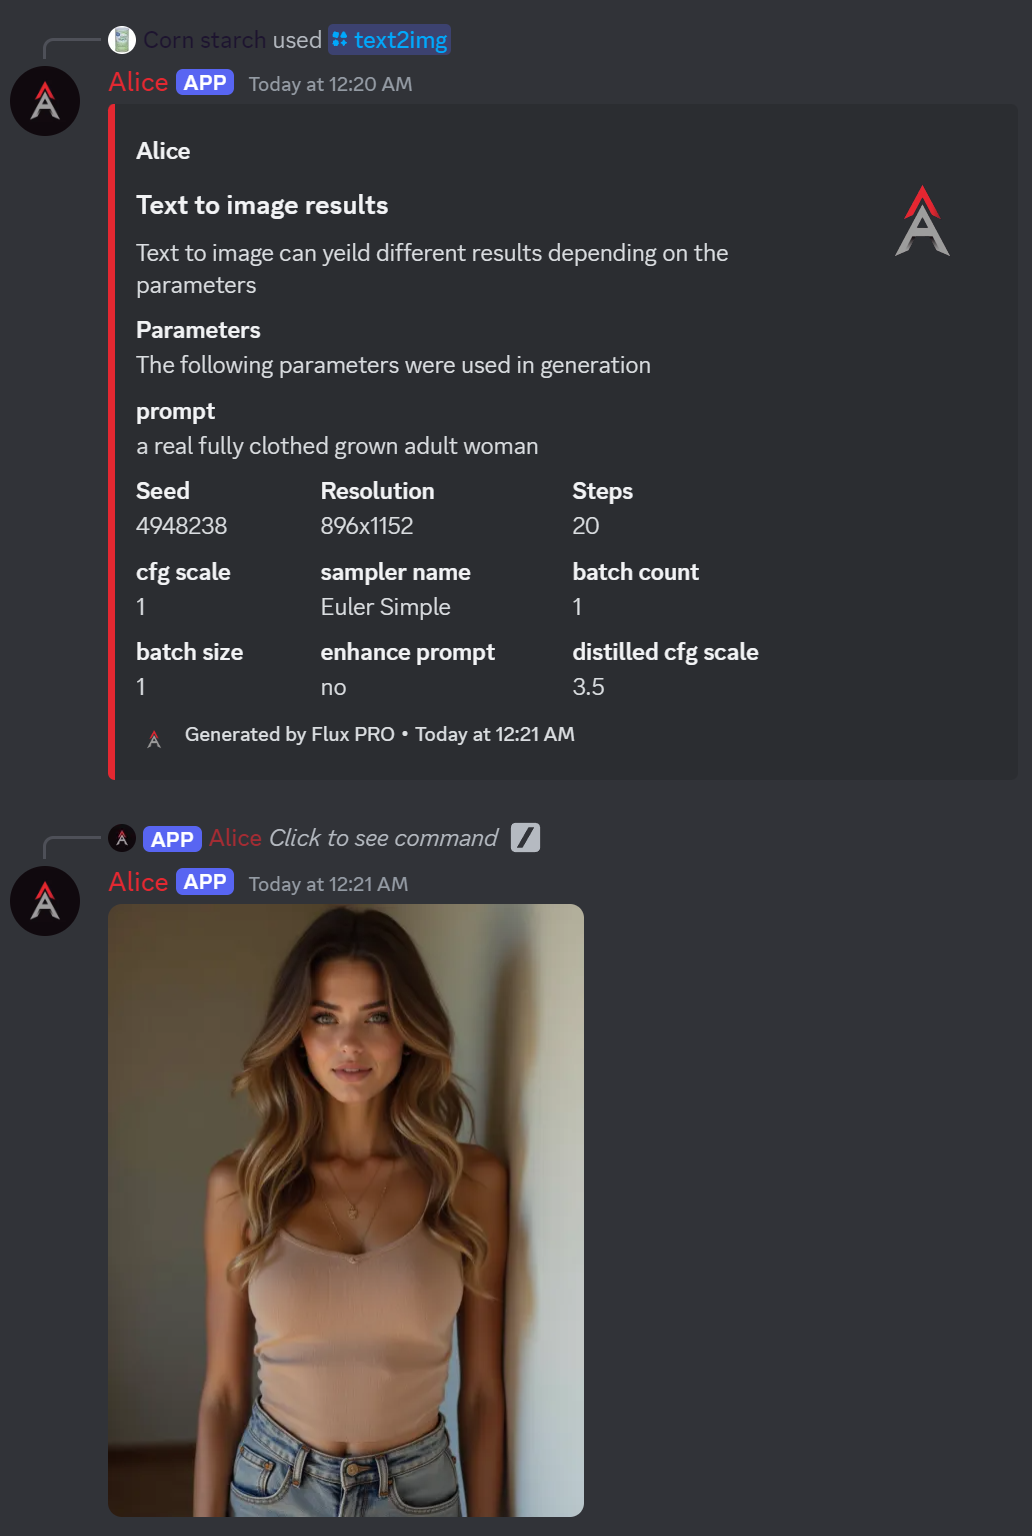 Corn starch used text2img
Alice APP Today at 12:20 AM
Alice
Text to image results
Text to image can yeild different results depending on the
parameters
Parameters
The following parameters were used in generation
prompt
a real fully clothed grown adult woman
Seed Resolution Steps
4948238 896x1152 20
cfg scale sampler name batch count
1 Euler Simple 1
batch size enhance prompt distilled cfg scale
1 no 3.5
Generated by Flux PRO • Today at 12:21 AM
APP Alice Click to see command
Alice APP Today at 12:21 AM